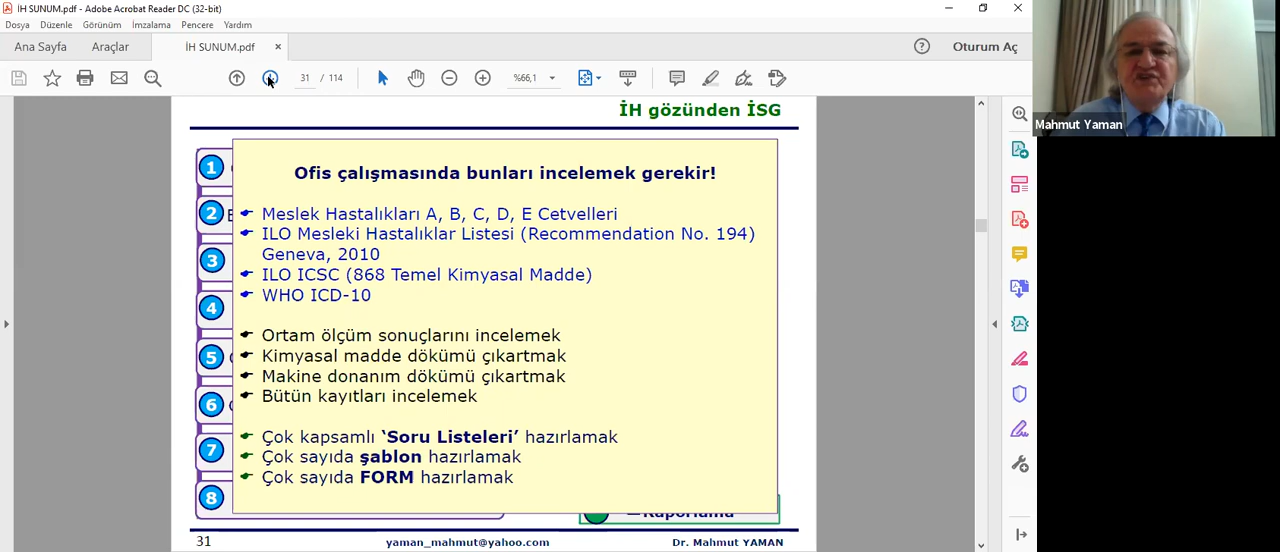 İH SUNUM.pdf - Adobe Acrobat Reader DC (32-bit)
Dosya Düzenle Görünüm İmzalama Pencere Yardım
Ana Sayfa Araçlar İH SUNUM.pdf Oturum Aç
31 / 114 %66,1
Mahmut Yaman
İH gözünden İSG
1
2
3
4
5
6
7
8
Ofis çalışmasında bunları incelemek gerekir!
Meslek Hastalıkları A, B, C, D, E Cetvelleri
ILO Mesleki Hastalıklar Listesi (Recommendation No. 194)
Geneva, 2010
ILO ICSC (868 Temel Kimyasal Madde)
WHO ICD-10
Ortam ölçüm sonuçlarını incelemek
Kimyasal madde dökümü çıkartmak
Makine donanım dökümü çıkartmak
Bütün kayıtları incelemek
Çok kapsamlı ‘Soru Listeleri’ hazırlamak
Çok sayıda şablon hazırlamak
Çok sayıda FORM hazırlamak
31 yaman_mahmut@yahoo.com Dr. Mahmut YAMAN